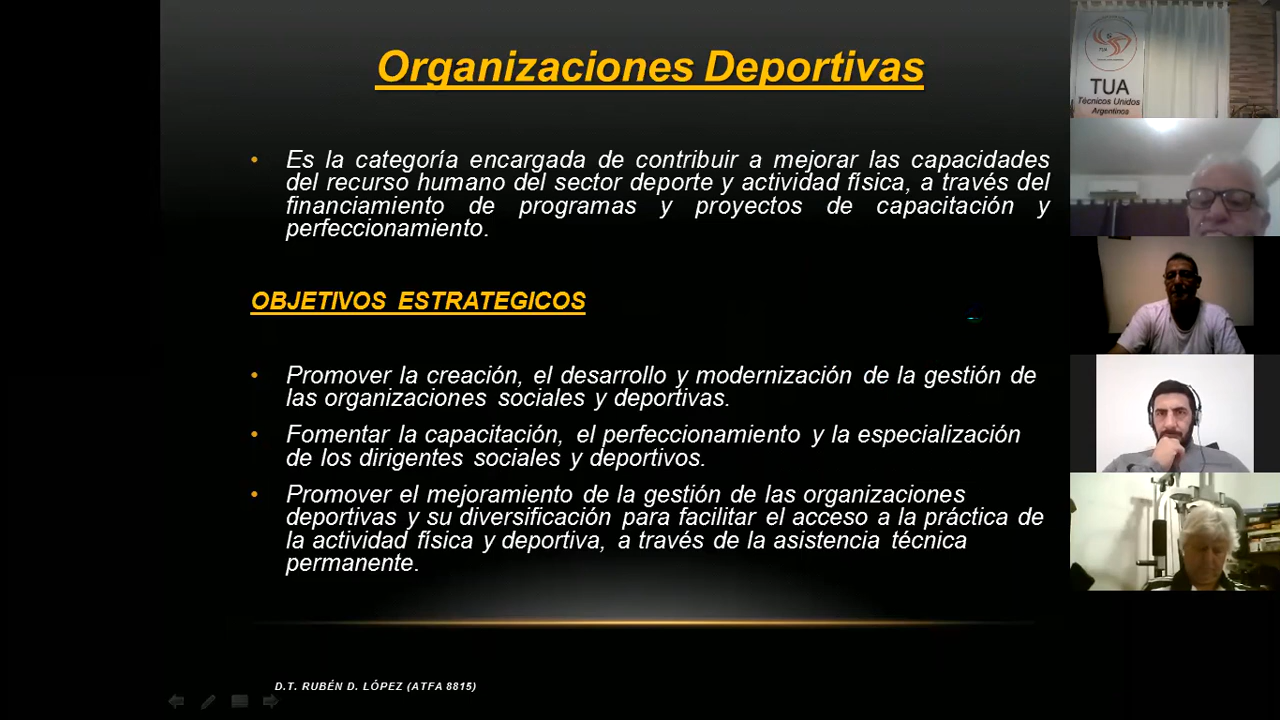 Organizaciones Deportivas
• Es la categoría encargada de contribuir a mejorar las capacidades
del recurso humano del sector deporte y actividad física, a través del
financiamiento de programas y proyectos de capacitación y
perfeccionamiento.
OBJETIVOS ESTRATEGICOS
• Promover la creación, el desarrollo y modernización de la gestión de
las organizaciones sociales y deportivas.
• Fomentar la capacitación, el perfeccionamiento y la especialización
de los dirigentes sociales y deportivos.
• Promover el mejoramiento de la gestión de las organizaciones
deportivas y su diversificación para facilitar el acceso a la práctica de
la actividad física y deportiva, a través de la asistencia técnica
permanente.
D.T. RUBÉN D. LÓPEZ (ATFA 8815)
TUA
TUA
Técnicos Unidos
Argentinos